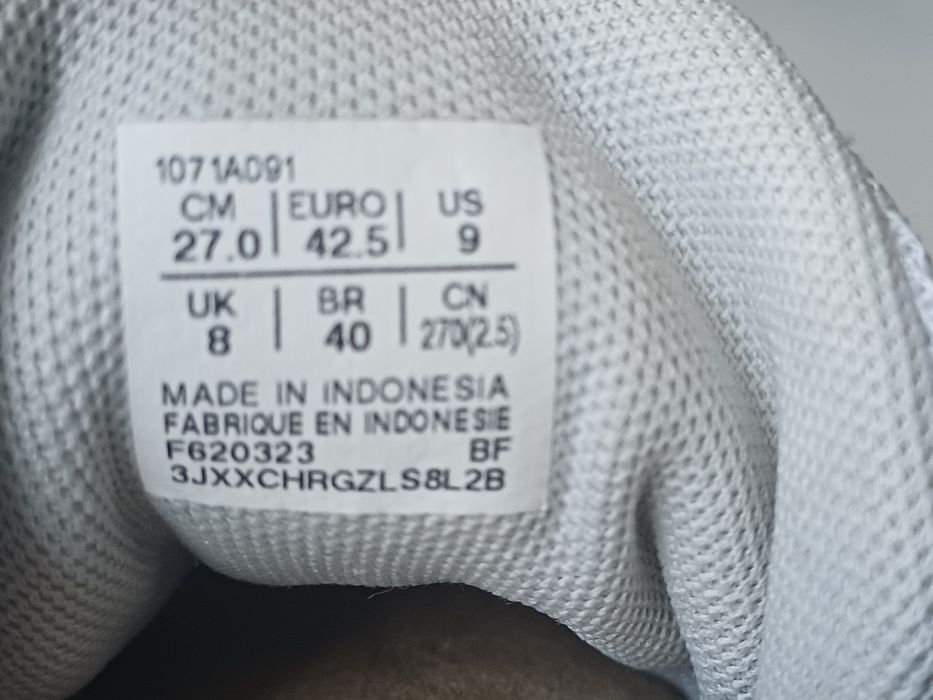 1071A091
CM | EURO | US
27.0 | 42.5 | 9
UK | BR | CN
8 | 40 | 270(2.5)
MADE IN INDONESIA
FABRIQUE EN INDONESIE
F620323 BF
3JXXCHRGZLS8L2B